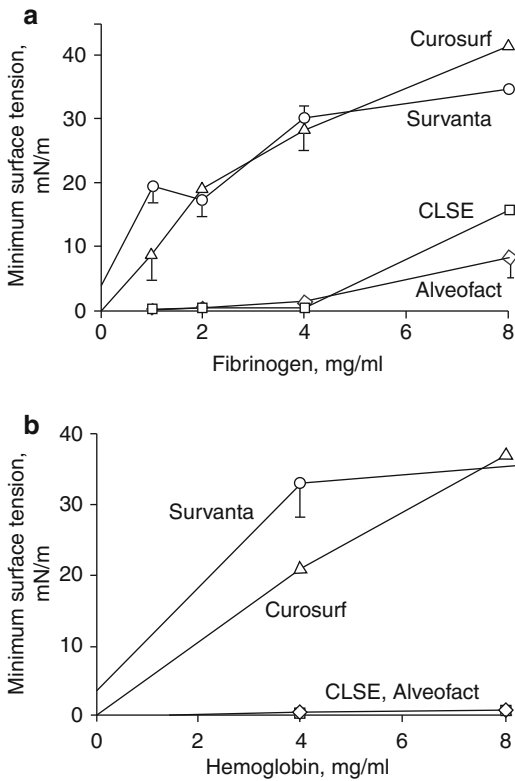 a
40
30
20
10
0
Minimum surface tension,
mN/m
Curosurf
Survanta
CLSE
Alveofact
0 2 4 6 8
Fibrinogen, mg/ml
b
40
30
20
10
0
Minimum surface tension,
mN/m
Survanta
Curosurf
CLSE, Alveofact
0 2 4 6 8
Hemoglobin, mg/ml